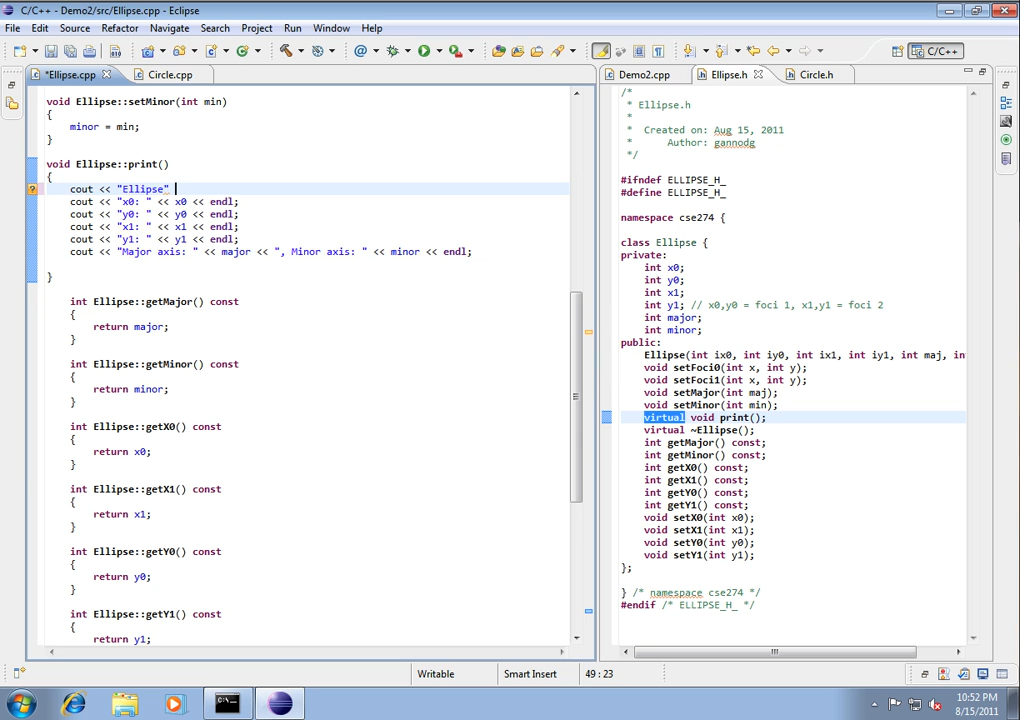 C/C++ - Demo2/src/Ellipse.cpp - Eclipse
File Edit Source Refactor Navigate Search Project Run Window Help
C/C++
*Ellipse.cpp Circle.cpp
void Ellipse::setMinor(int min)
{
minor = min;
}
void Ellipse::print()
{
cout << "Ellipse"
cout << "x0: " << x0 << endl;
cout << "y0: " << y0 << endl;
cout << "x1: " << x1 << endl;
cout << "y1: " << y1 << endl;
cout << "Major axis: " << major << ", Minor axis: " << minor << endl;
}
int Ellipse::getMajor() const
{
return major;
}
int Ellipse::getMinor() const
{
return minor;
}
int Ellipse::getX0() const
{
return x0;
}
int Ellipse::getX1() const
{
return x1;
}
int Ellipse::getY0() const
{
return y0;
}
int Ellipse::getY1() const
{
return y1;
Demo2.cpp Ellipse.h Circle.h
/*
* Ellipse.h
*
* Created on: Aug 15, 2011
* Author: gannodg
*/
#ifndef ELLIPSE_H_
#define ELLIPSE_H_
namespace cse274 {
class Ellipse {
private:
int x0;
int y0;
int x1;
int y1; // x0,y0 = foci 1, x1,y1 = foci 2
int major;
int minor;
public:
Ellipse(int ix0, int iy0, int ix1, int iy1, int maj, in
void setFoci0(int x, int y);
void setFoci1(int x, int y);
void setMajor(int maj);
void setMinor(int min);
virtual void print();
virtual ~Ellipse();
int getMajor() const;
int getMinor() const;
int getX0() const;
int getX1() const;
int getY0() const;
int getY1() const;
void setX0(int x0);
void setX1(int x1);
void setY0(int y0);
void setY1(int y1);
};
} /* namespace cse274 */
#endif /* ELLIPSE_H_ */
Writable Smart Insert 49 : 23
10:52 PM
8/15/2011